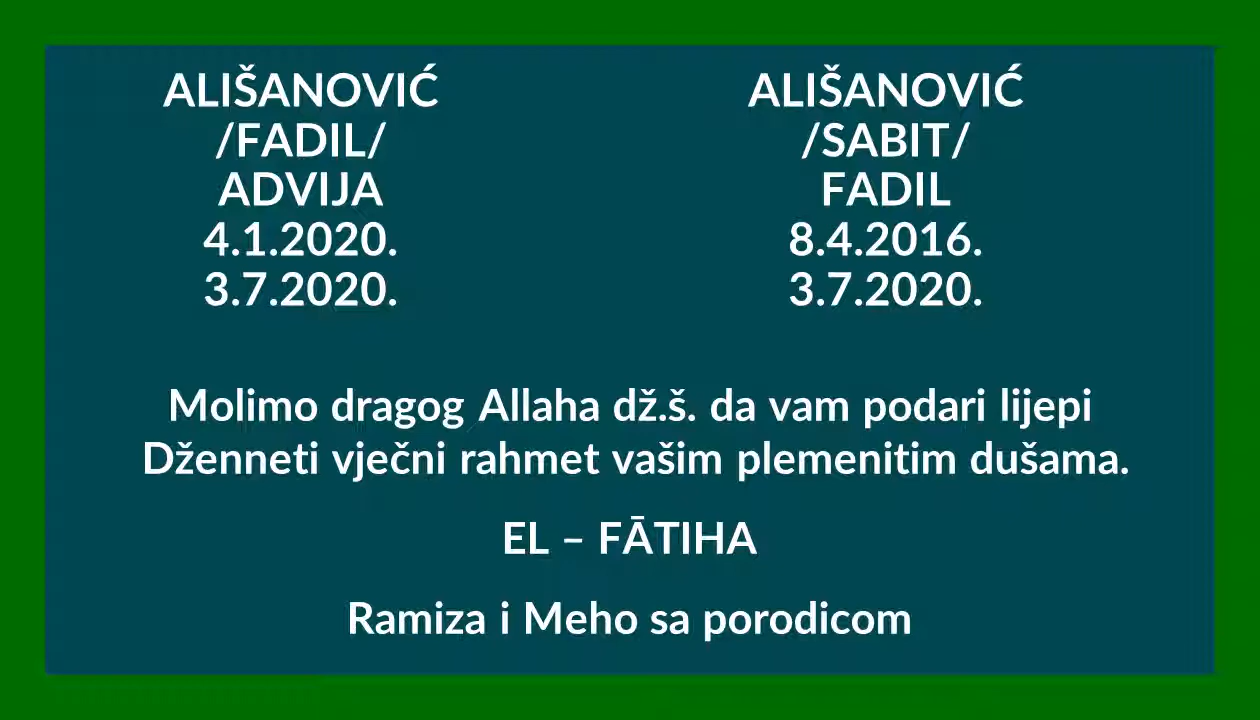 ALIŠANOVIĆ
/FADIL/
ADVIJA
4.1.2020.
3.7.2020.
ALIŠANOVIĆ
/SABIT/
FADIL
8.4.2016.
3.7.2020.
Molimo dragog Allaha dž.š. da vam podari lijepi
Dženneti vječni rahmet vašim plemenitim dušama.
EL – FĀTIHA
Ramiza i Meho sa porodicom